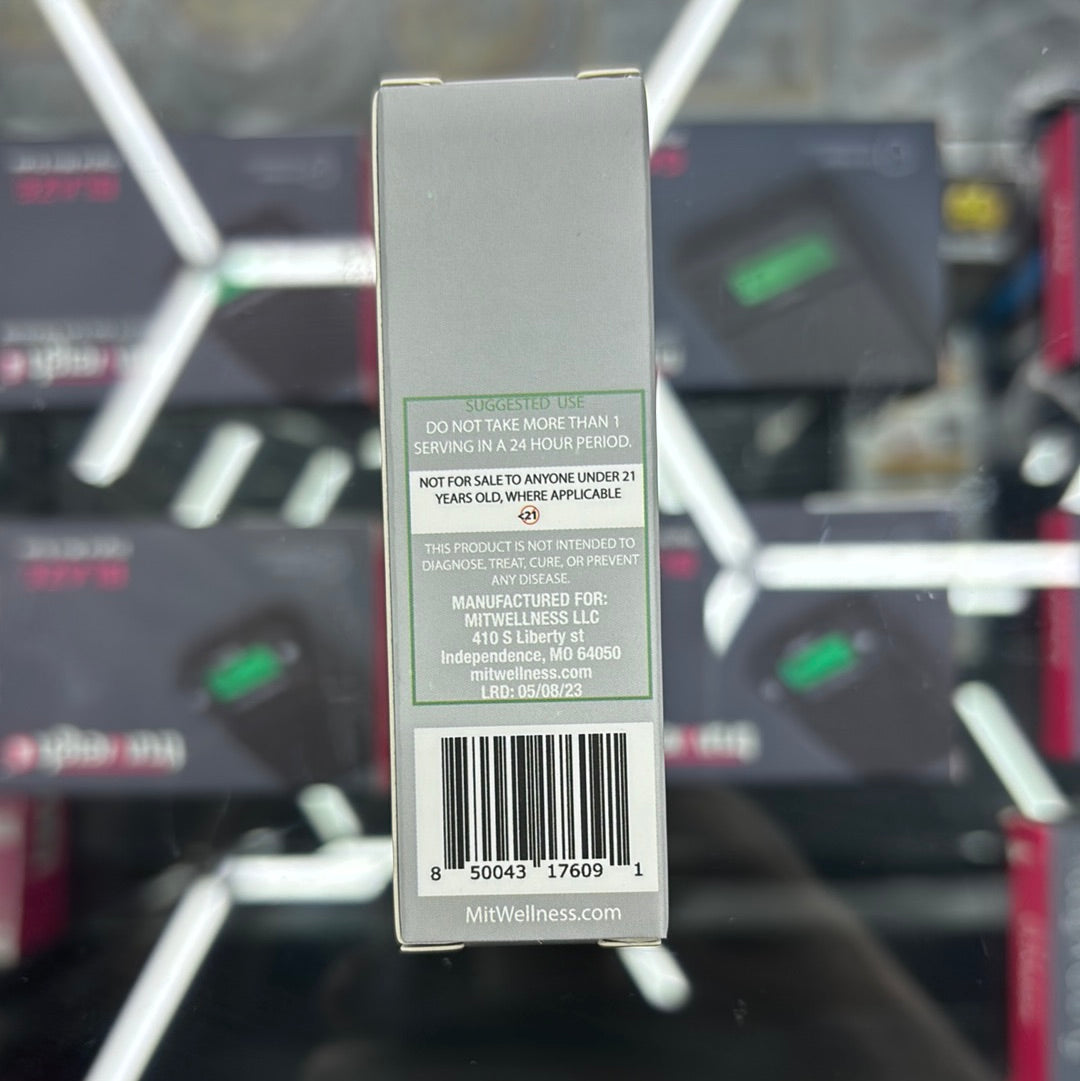 SUGGESTED USE
DO NOT TAKE MORE THAN 1
SERVING IN A 24 HOUR PERIOD.
NOT FOR SALE TO ANYONE UNDER 21
YEARS OLD, WHERE APPLICABLE
<21
THIS PRODUCT IS NOT INTENDED TO
DIAGNOSE, TREAT, CURE, OR PREVENT
ANY DISEASE.
MANUFACTURED FOR:
MITWELLNESS LLC
410 S Liberty st
Independence, MO 64050
mitwellness.com
LRD: 05/08/23
8 50043 17609 1
MitWellness.com